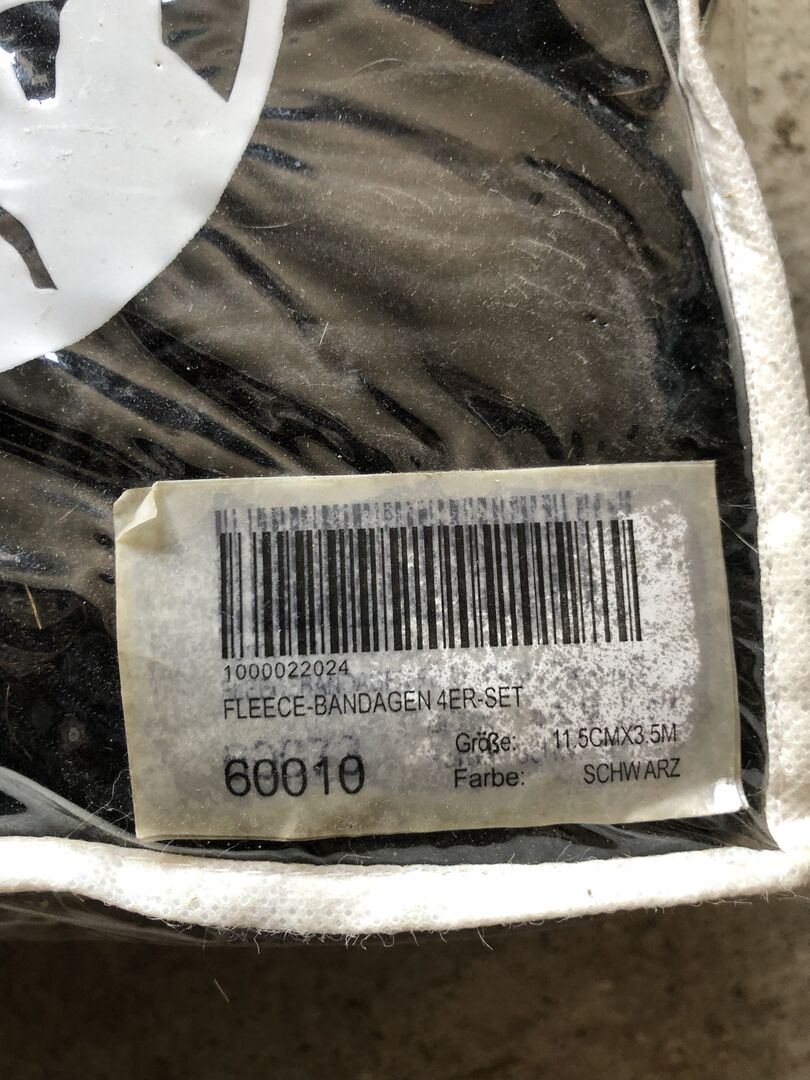 1000022024
FLEECE-BANDAGEN 4ER-SET
60010
Größe: 11.5CMX3.5M
Farbe: SCHWARZ